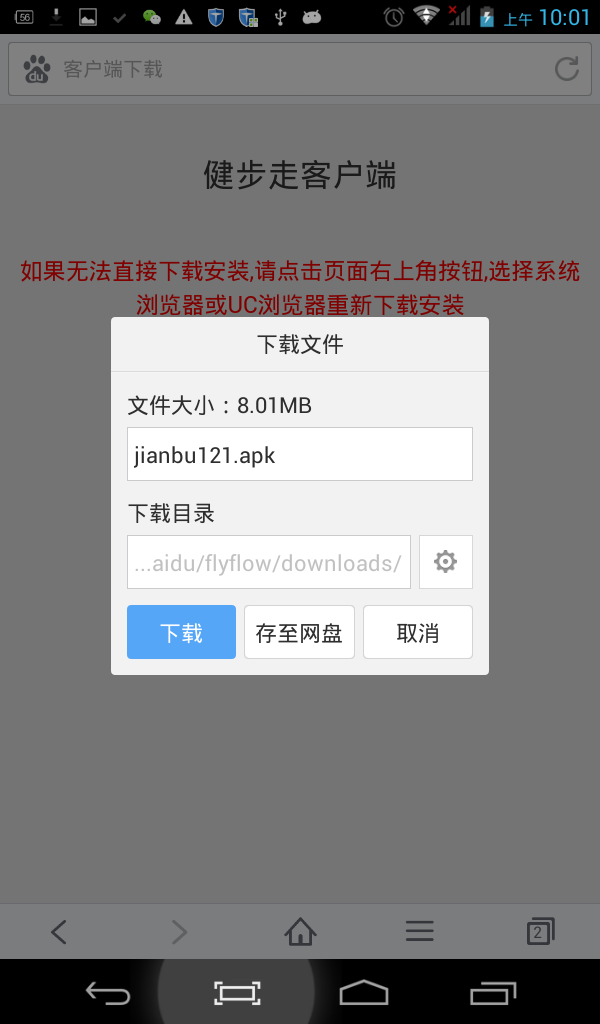 56
上午 10:01
du 客户端下载
健步走客户端
如果无法直接下载安装,请点击页面右上角按钮,选择系统
浏览器或UC浏览器重新下载安装
下载文件
文件大小：8.01MB
jianbu121.apk
下载目录
...aidu/flyflow/downloads/
下载 存至网盘 取消
2